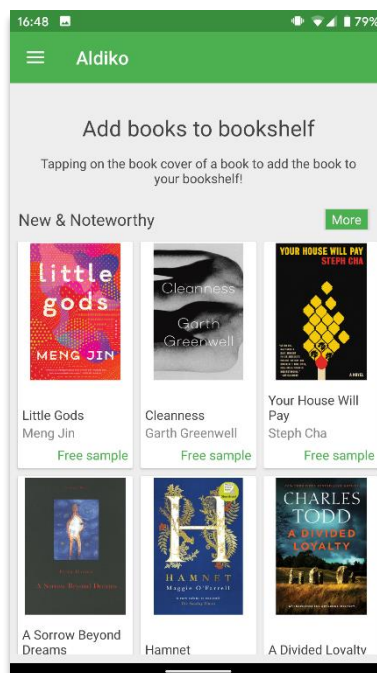 16:48
79%
Aldiko
Add books to bookshelf
Tapping on the book cover of a book to add the book to
your bookshelf!
New & Noteworthy
More
little
gods
MENG JIN
Cleanness
Garth
Greenwell
YOUR HOUSE WILL PAY
STEPH CHA
A NOVEL
Little Gods
Meng Jin
Free sample
Cleanness
Garth Greenwell
Free sample
Your House Will
Pay
Steph Cha
Free sample
A Sorrow Beyond Dreams
H
HAMNET
Maggie O'Farrell
CHARLES
TODD
A DIVIDED
LOYALTY
A Sorrow Beyond
Dreams
Hamnet
A Divided Loyalty